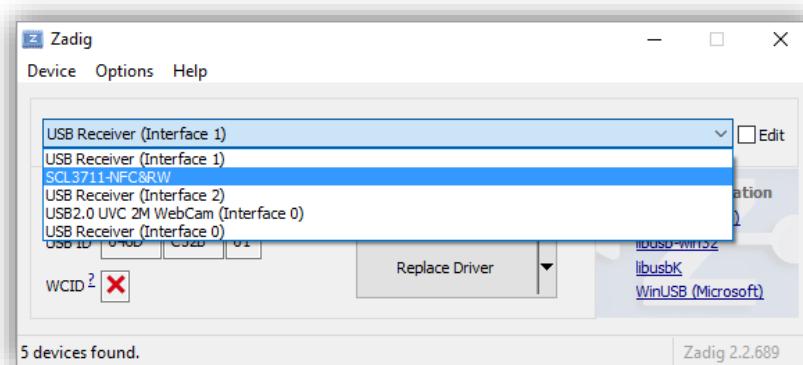 Zadig
Device Options Help
USB Receiver (Interface 1)
Edit
USB Receiver (Interface 1)
SCL3711-NFC&RW
USB Receiver (Interface 2)
USB2.0 UVC 2M WebCam (Interface 0)
USB Receiver (Interface 0)
ation
USB ID 046D C52B 01
libusb-win32
WCID ?
Replace Driver
libusbK
WinUSB (Microsoft)
5 devices found.
Zadig 2.2.689